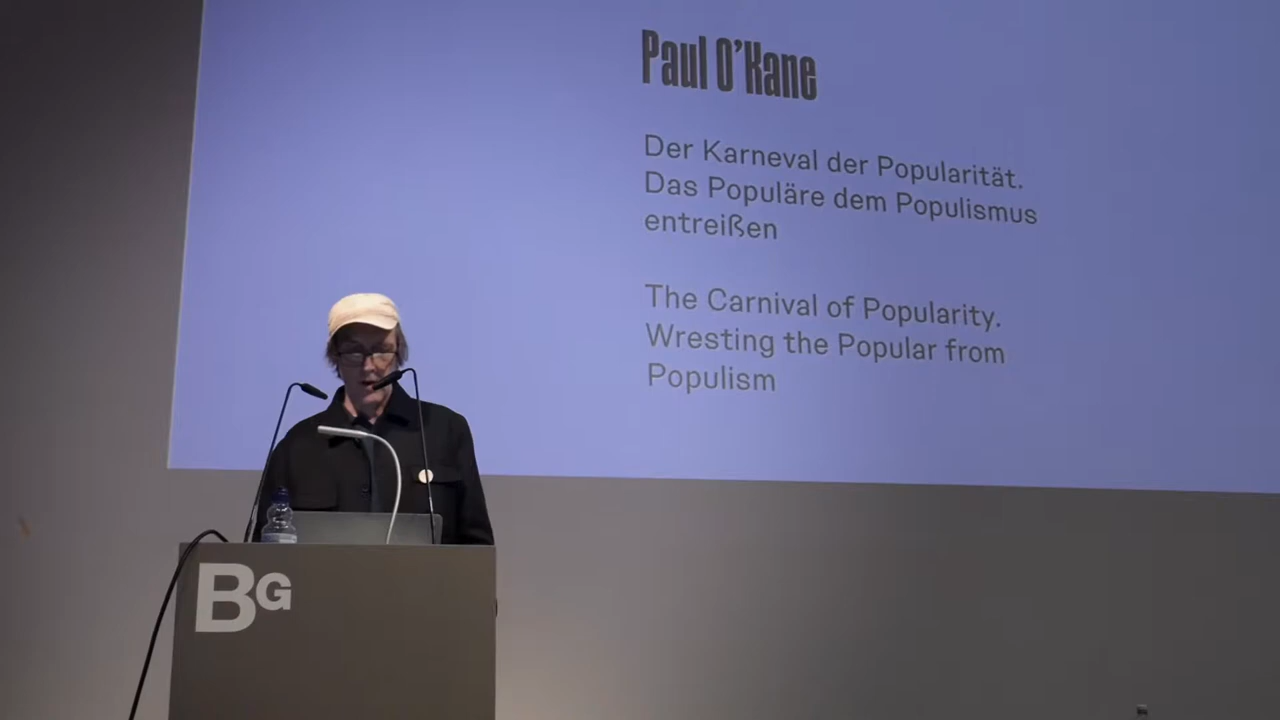 Paul O'Kane
Der Karneval der Popularität.
Das Populäre dem Populismus
entreißen
The Carnival of Popularity.
Wresting the Popular from
Populism
BG